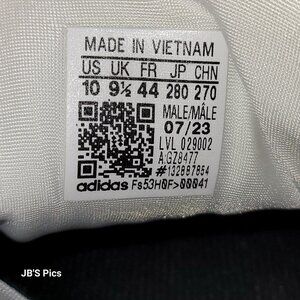 MADE IN VIETNAM
US UK FR JP CHN
10 9½ 44 280 270
MALE/MÂLE
07/23
LVL 029002
A:GZ8477
#132887854
adidas Fs53H0F>00041
JB'S Pics